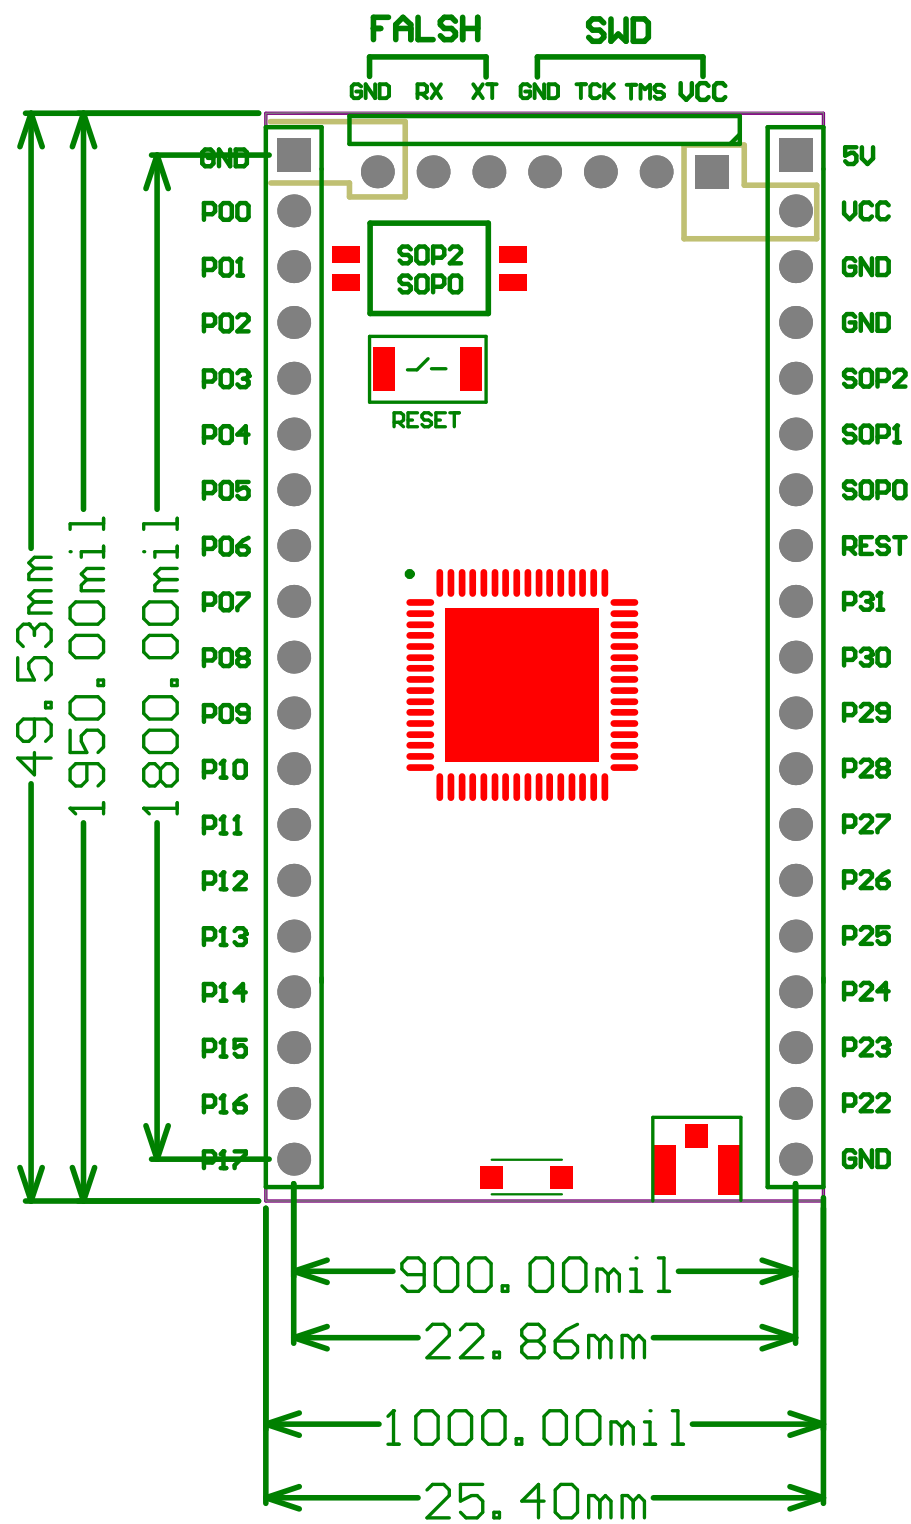 FALSH SWD
GND RX XT GND TCK TMS VCC
GND 5V
P00 VCC
P01 GND
P02 GND
P03 SOP2
P04 SOP1
P05 SOP0
P06 REST
P07 P31
P08 P30
P09 P29
P10 P28
P11 P27
P12 P26
P13 P25
P14 P24
P15 P23
P16 P22
P17 GND
SOP2
SOP0
RESET
49.53mm
1950.00mil
1800.00mil
900.00mil
22.86mm
1000.00mil
25.40mm